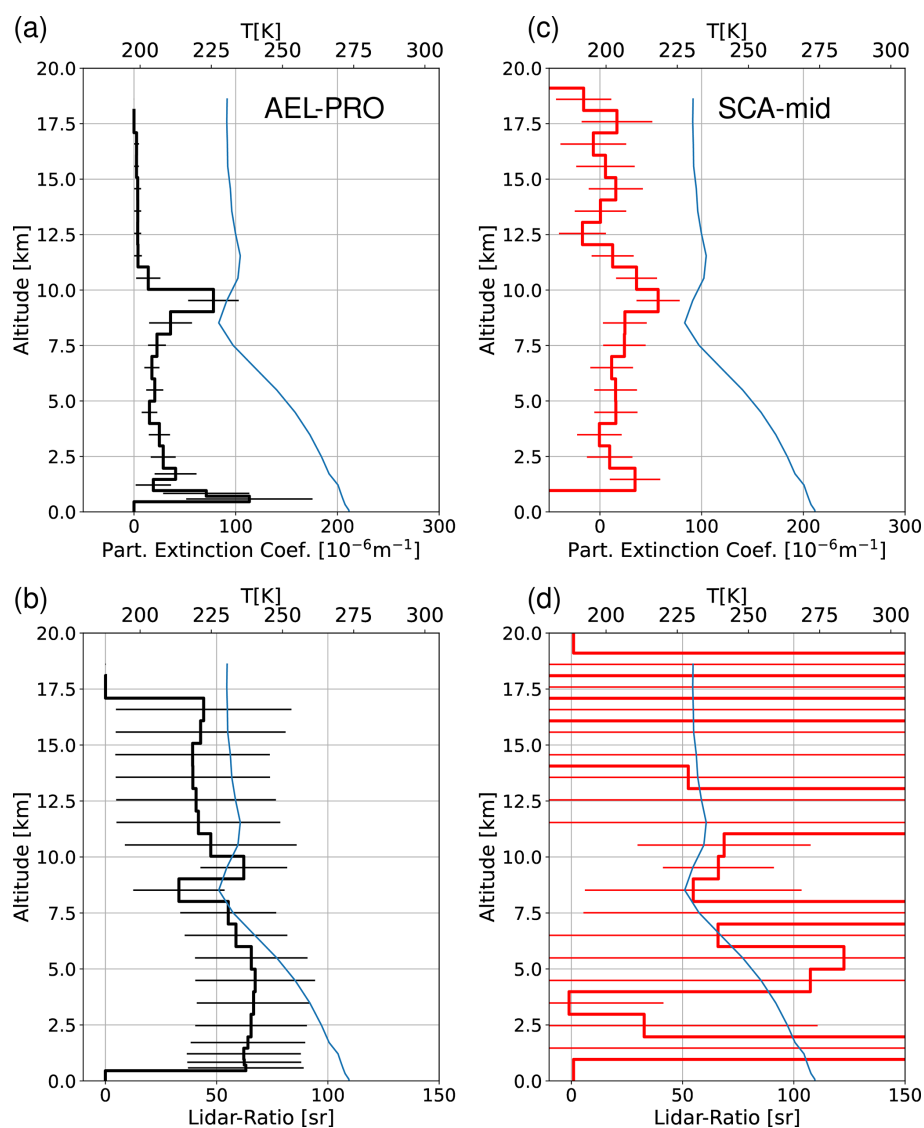 (a)
T[K]
200 225 250 275 300
AEL-PRO
20.0
17.5
15.0
12.5
10.0
7.5
5.0
2.5
0.0
Altitude [km]
0 100 200 300
Part. Extinction Coef. [10⁻⁶m⁻¹]
(c)
T[K]
200 225 250 275 300
SCA-mid
20.0
17.5
15.0
12.5
10.0
7.5
5.0
2.5
0.0
Altitude [km]
0 100 200 300
Part. Extinction Coef. [10⁻⁶m⁻¹]
(b)
T[K]
200 225 250 275 300
20.0
17.5
15.0
12.5
10.0
7.5
5.0
2.5
0.0
Altitude [km]
0 50 100 150
Lidar-Ratio [sr]
(d)
T[K]
200 225 250 275 300
20.0
17.5
15.0
12.5
10.0
7.5
5.0
2.5
0.0
Altitude [km]
0 50 100 150
Lidar-Ratio [sr]